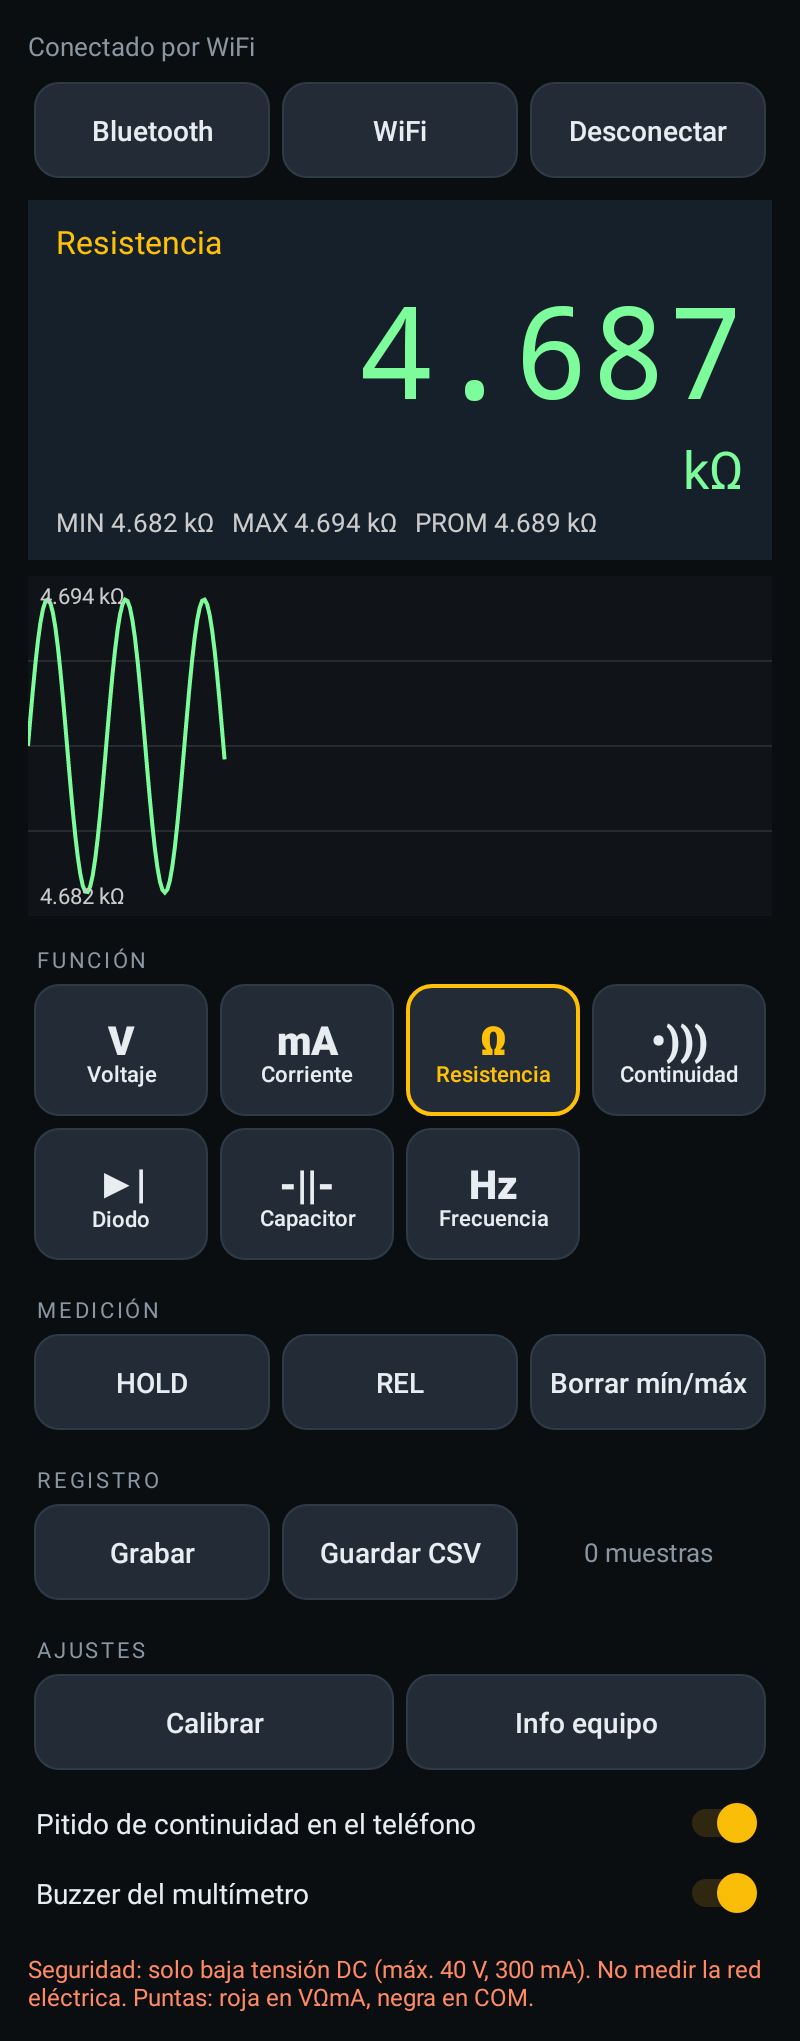 Conectado por WiFi
Bluetooth WiFi Desconectar
Resistencia
4.687
kΩ
MIN 4.682 kΩ MAX 4.694 kΩ PROM 4.689 kΩ
4.694 kΩ
4.682 kΩ
FUNCIÓN
V mA Ω •)))
Voltaje Corriente Resistencia Continuidad
►| -||- Hz
Diodo Capacitor Frecuencia
MEDICIÓN
HOLD REL Borrar mín/máx
REGISTRO
Grabar Guardar CSV 0 muestras
AJUSTES
Calibrar Info equipo
Pitido de continuidad en el teléfono
Buzzer del multímetro
Seguridad: solo baja tensión DC (máx. 40 V, 300 mA). No medir la red
eléctrica. Puntas: roja en VΩmA, negra en COM.